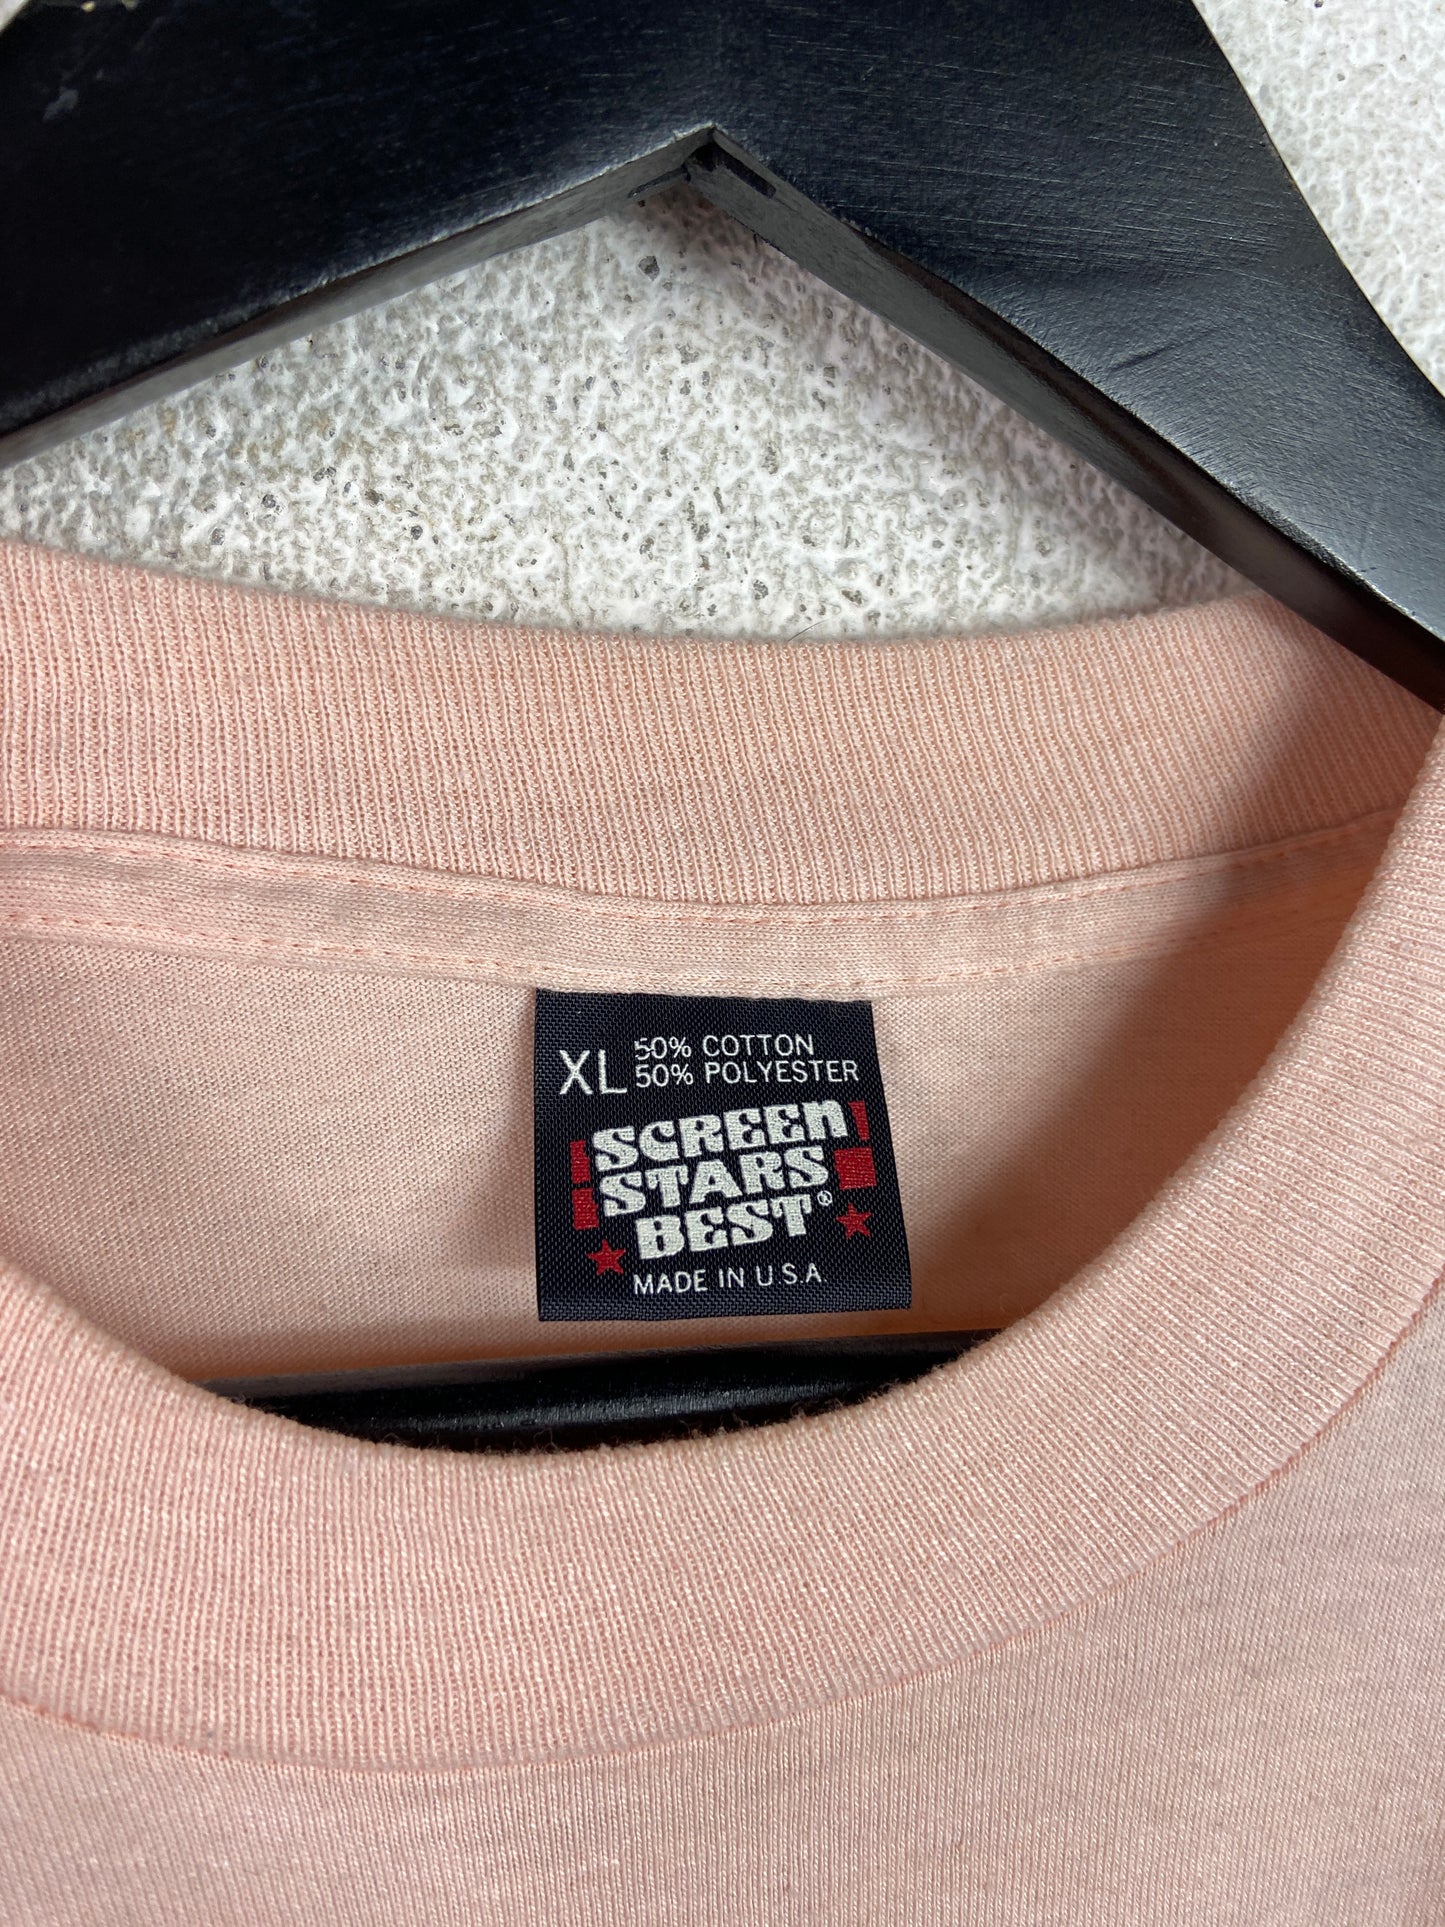 XL 50% COTTON
50% POLYESTER
SCREEN
STARS
BEST®
MADE IN U.S.A.